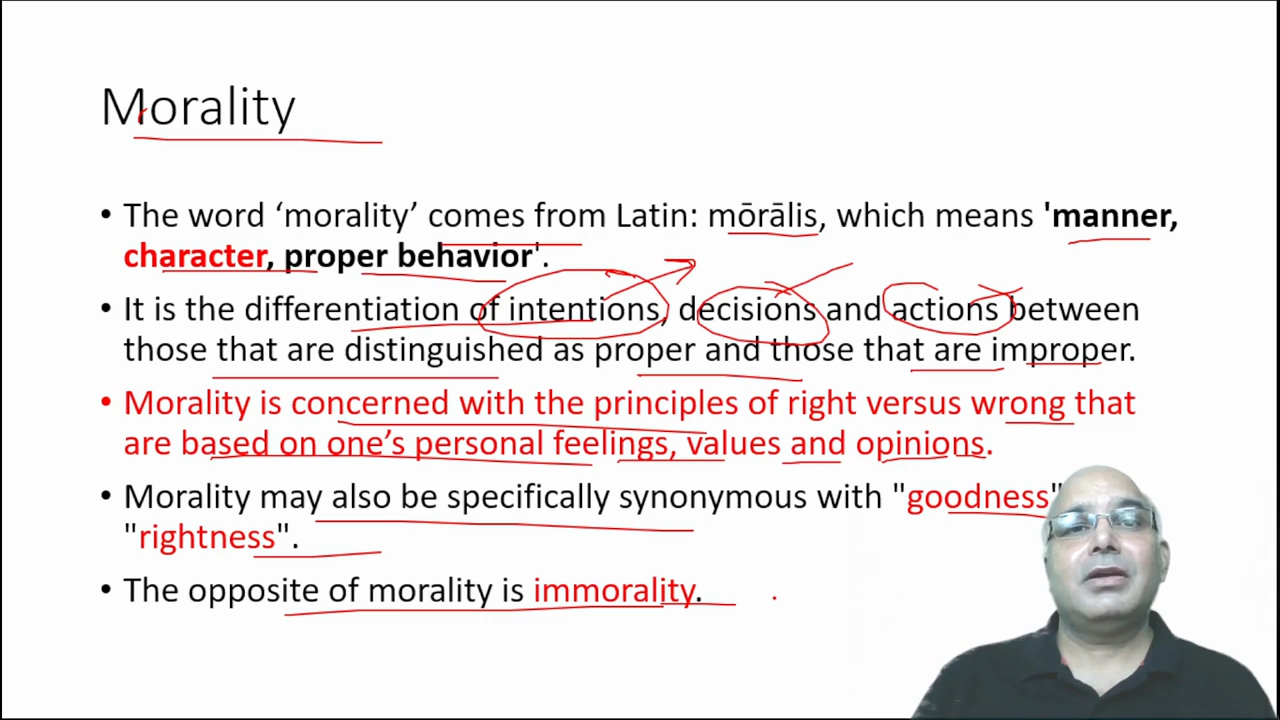 Morality
• The word ‘morality’ comes from Latin: mōrālis, which means 'manner,
character, proper behavior'.
• It is the differentiation of intentions, decisions and actions between
those that are distinguished as proper and those that are improper.
• Morality is concerned with the principles of right versus wrong that
are based on one’s personal feelings, values and opinions.
• Morality may also be specifically synonymous with "goodness"
"rightness".
• The opposite of morality is immorality.